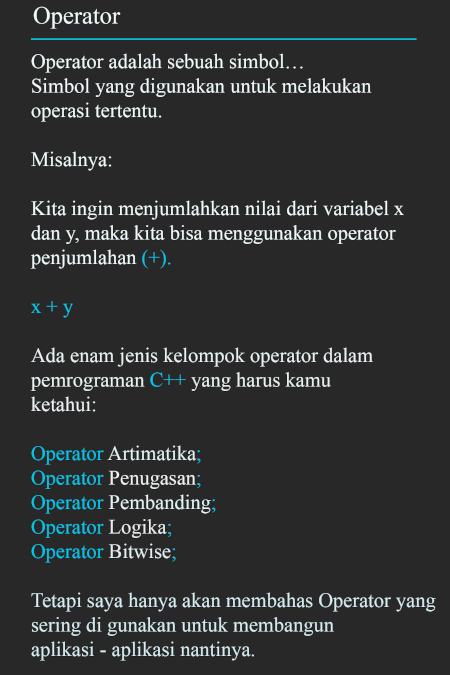 Operator
Operator adalah sebuah simbol…
Simbol yang digunakan untuk melakukan
operasi tertentu.
Misalnya:
Kita ingin menjumlahkan nilai dari variabel x
dan y, maka kita bisa menggunakan operator
penjumlahan (+).
x + y
Ada enam jenis kelompok operator dalam
pemrograman C++ yang harus kamu
ketahui:
Operator Artimatika;
Operator Penugasan;
Operator Pembanding;
Operator Logika;
Operator Bitwise;
Tetapi saya hanya akan membahas Operator yang
sering di gunakan untuk membangun
aplikasi - aplikasi nantinya.